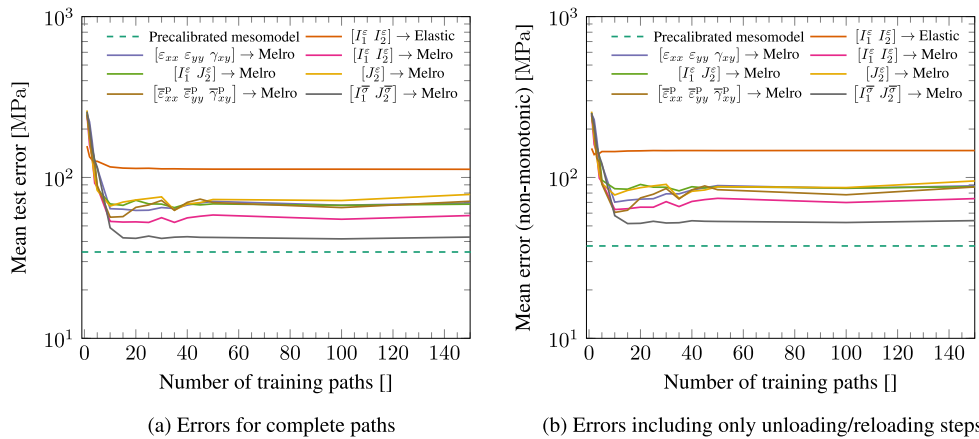 10³
10²
10¹
Mean test error [MPa]
Precalibrated mesomodel
[I₁^ε I₂^ε] → Elastic
[ε_xx ε_yy γ_xy] → Melro
[I₁^ε I₂^ε] → Melro
[I₁^ε J₂^ε] → Melro
[J₂^ε] → Melro
[ε̅^p_xx ε̅^p_yy γ̅^p_xy] → Melro
[I₁^σ̅ J₂^σ̅] → Melro
0 20 40 60 80 100 120 140
Number of training paths []
(a) Errors for complete paths
10³
10²
10¹
Mean error (non-monotonic) [MPa]
Precalibrated mesomodel
[I₁^ε I₂^ε] → Elastic
[ε_xx ε_yy γ_xy] → Melro
[I₁^ε I₂^ε] → Melro
[I₁^ε J₂^ε] → Melro
[J₂^ε] → Melro
[ε̅^p_xx ε̅^p_yy γ̅^p_xy] → Melro
[I₁^σ̅ J₂^σ̅] → Melro
0 20 40 60 80 100 120 140
Number of training paths []
(b) Errors including only unloading/reloading steps